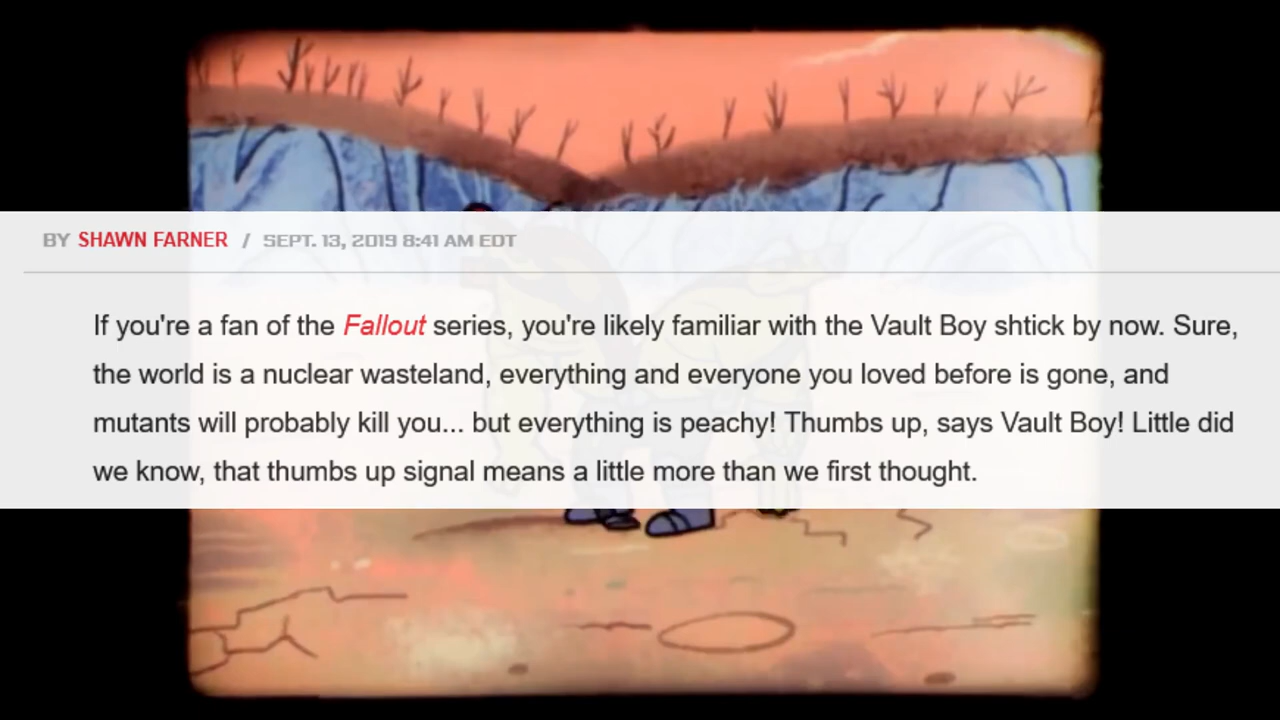 BY SHAWN FARNER / SEPT. 13, 2019 8:41 AM EDT
If you're a fan of the Fallout series, you're likely familiar with the Vault Boy shtick by now. Sure,
the world is a nuclear wasteland, everything and everyone you loved before is gone, and
mutants will probably kill you... but everything is peachy! Thumbs up, says Vault Boy! Little did
we know, that thumbs up signal means a little more than we first thought.